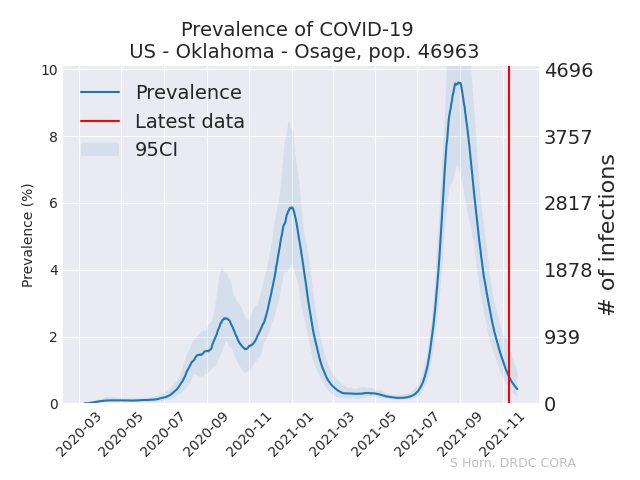 Prevalence of COVID-19
US - Oklahoma - Osage, pop. 46963
Prevalence
Latest data
95CI
Prevalence (%)
10
8
6
4
2
0
4696
3757
2817
1878
939
0
# of infections
2020-03
2020-05
2020-07
2020-09
2020-11
2021-01
2021-03
2021-05
2021-07
2021-09
2021-11
S Horn, DRDC CORA